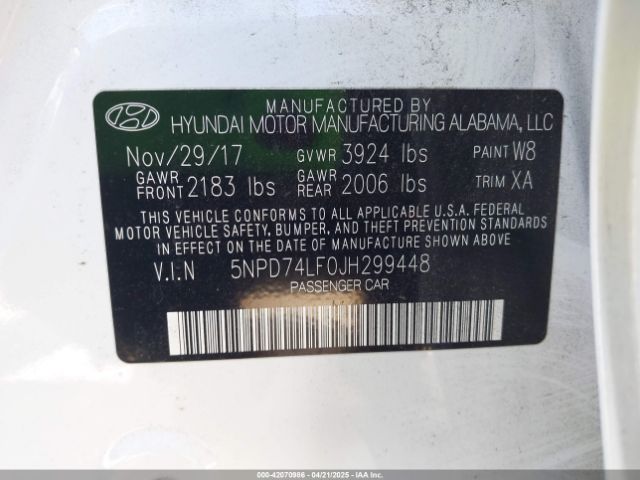 MANUFACTURED BY
HYUNDAI MOTOR MANUFACTURING ALABAMA, LLC
Nov/29/17 GVWR 3924 lbs PAINT W8
GAWR FRONT 2183 lbs GAWR REAR 2006 lbs TRIM XA
THIS VEHICLE CONFORMS TO ALL APPLICABLE U.S.A. FEDERAL
MOTOR VEHICLE SAFETY, BUMPER, AND THEFT PREVENTION STANDARDS
IN EFFECT ON THE DATE OF MANUFACTURE SHOWN ABOVE.
V.I.N 5NPD74LF0JH299448
PASSENGER CAR
000-42070986 - 04/21/2025 - IAAI.COM